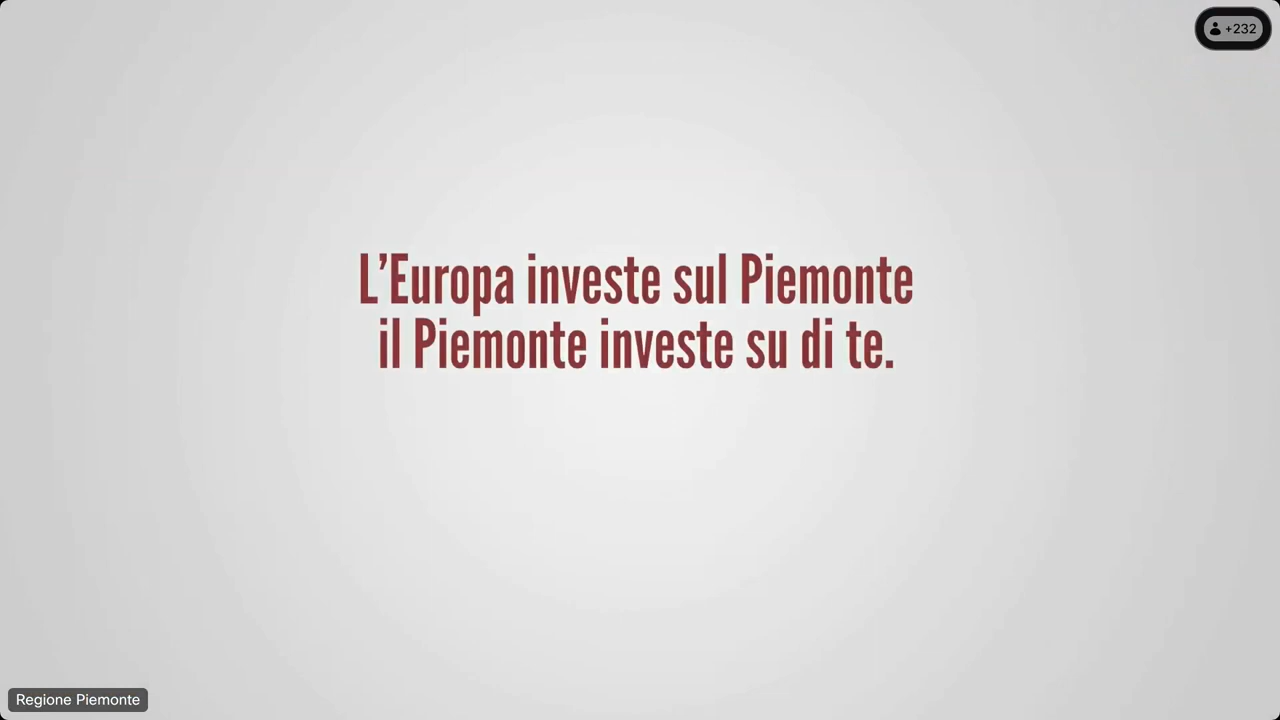 +232
L’Europa investe sul Piemonte
il Piemonte investe su di te.
Regione Piemonte